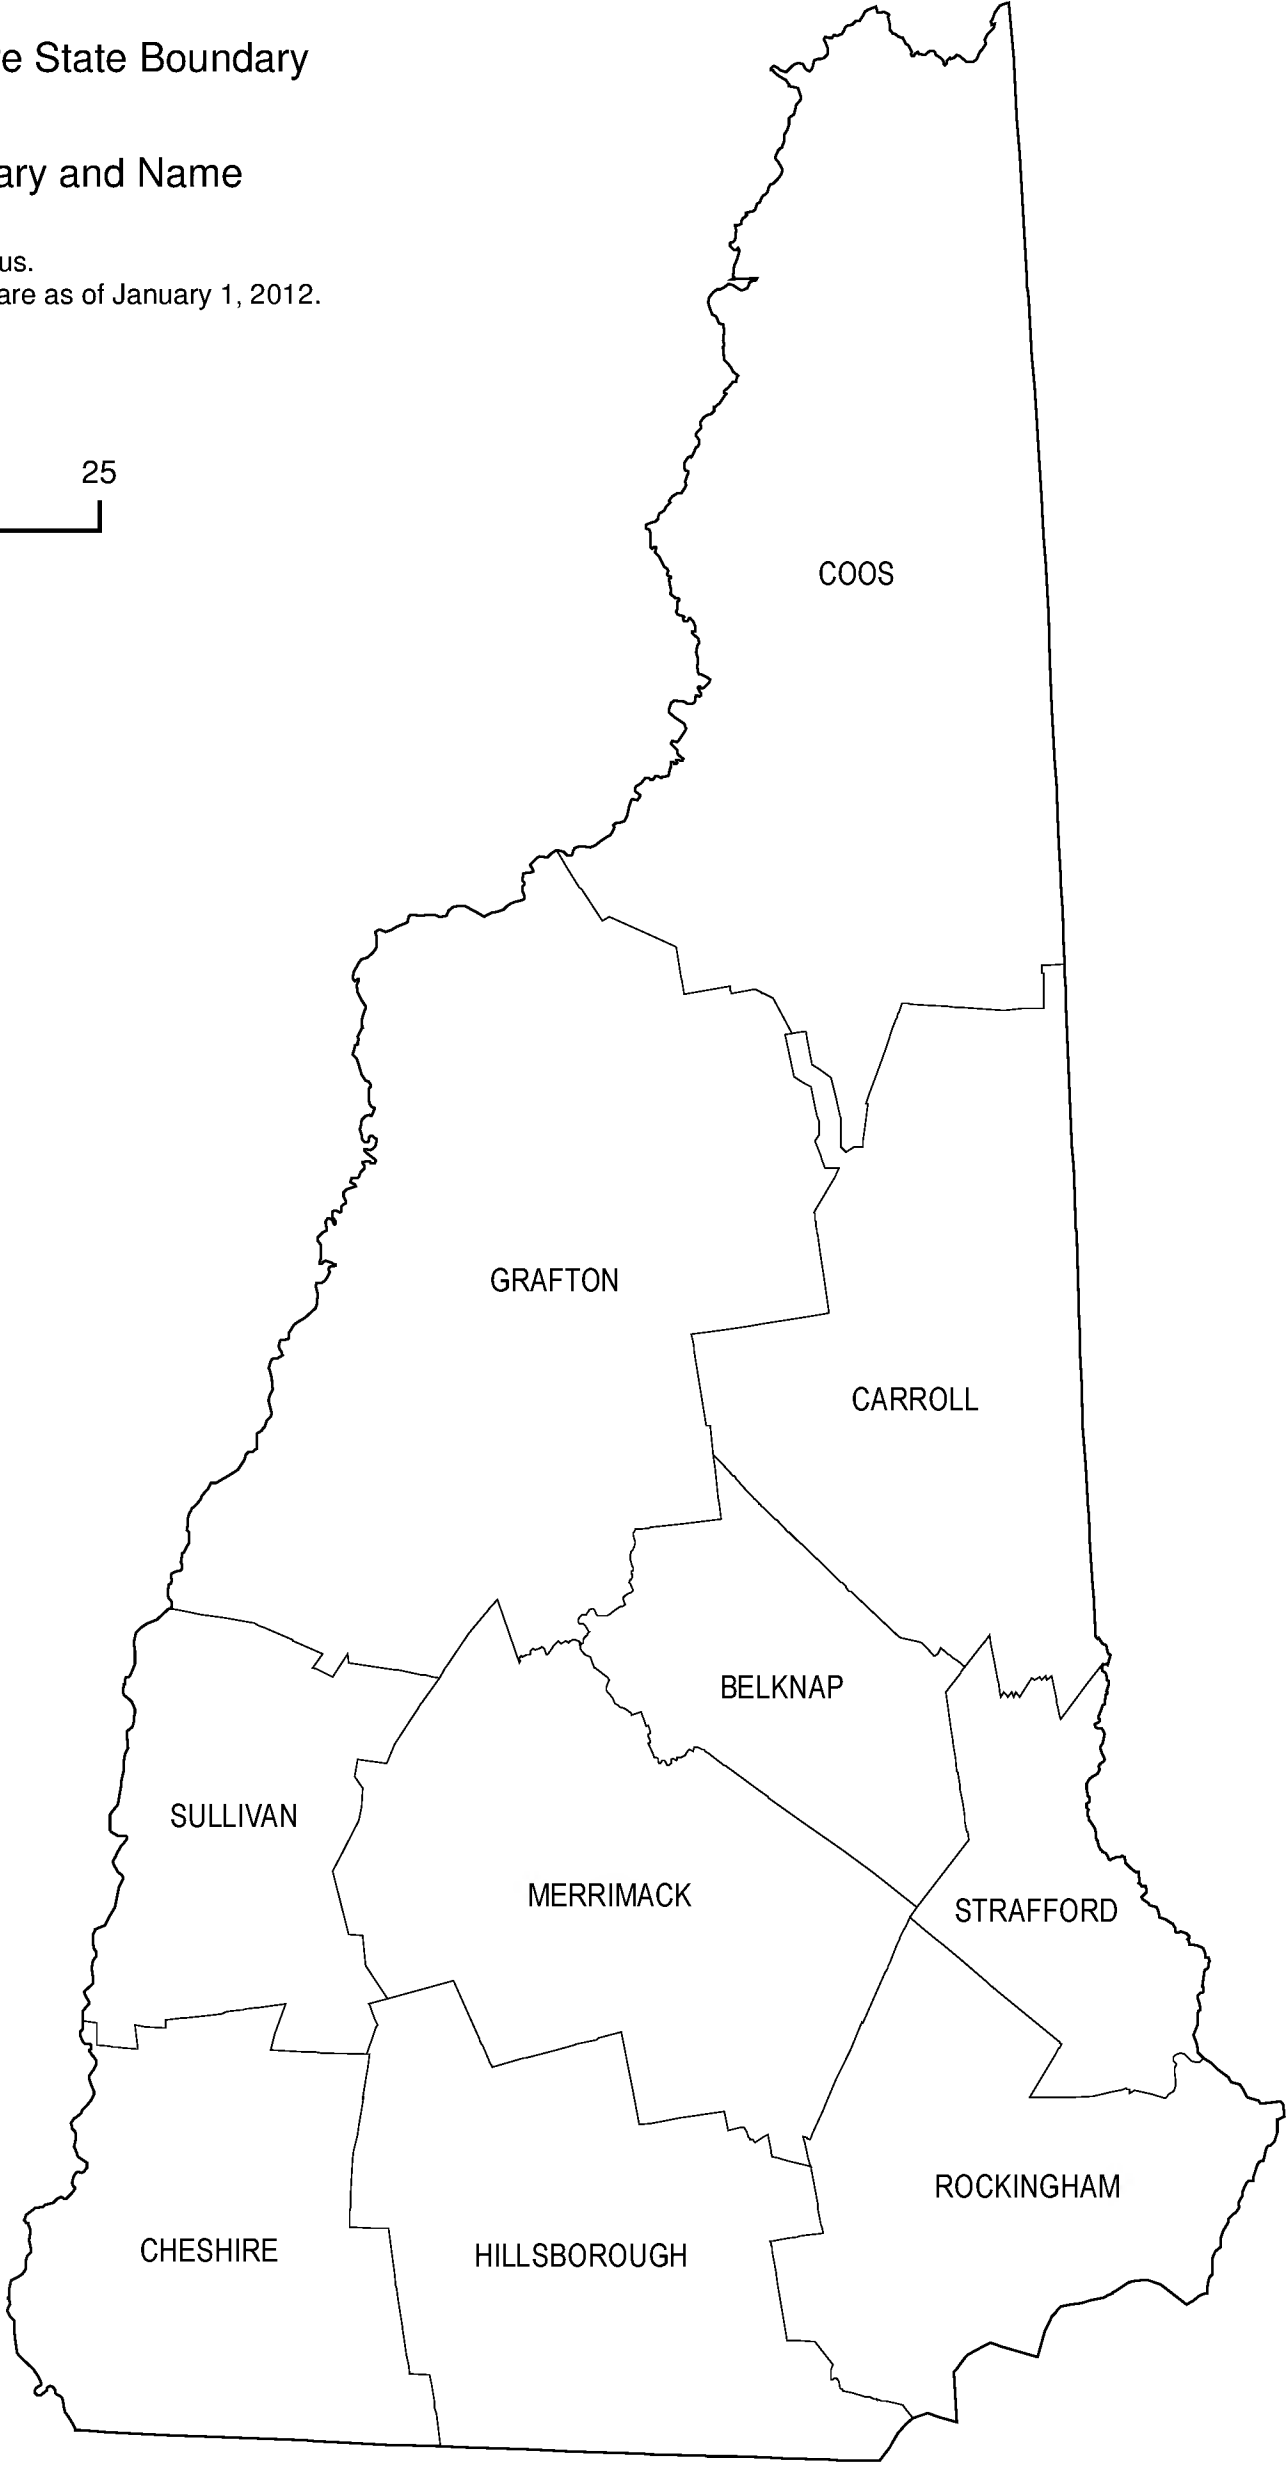 re State Boundary
ary and Name
us.
are as of January 1, 2012.
25
COOS
GRAFTON
CARROLL
BELKNAP
SULLIVAN
MERRIMACK
STRAFFORD
ROCKINGHAM
CHESHIRE
HILLSBOROUGH